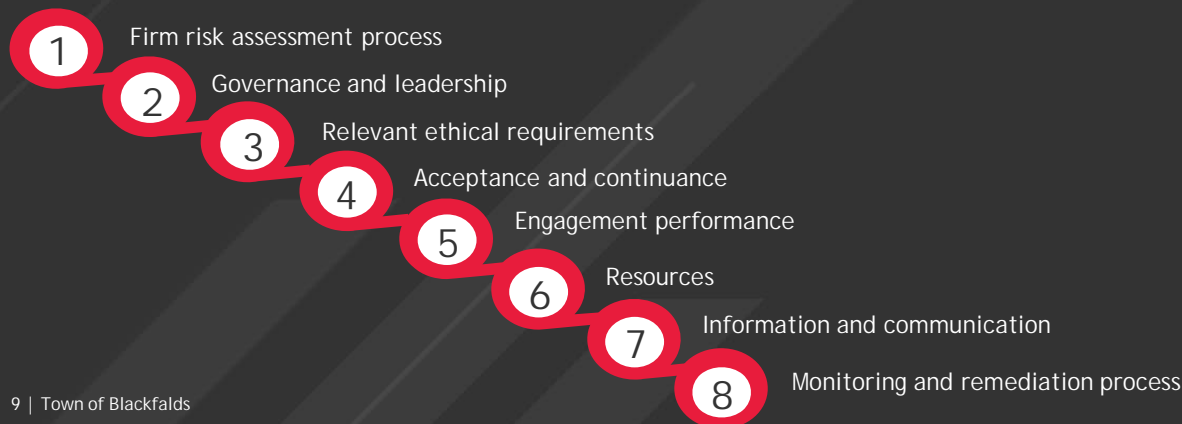 1 Firm risk assessment process
2 Governance and leadership
3 Relevant ethical requirements
4 Acceptance and continuance
5 Engagement performance
6 Resources
7 Information and communication
8 Monitoring and remediation process
9 | Town of Blackfalds